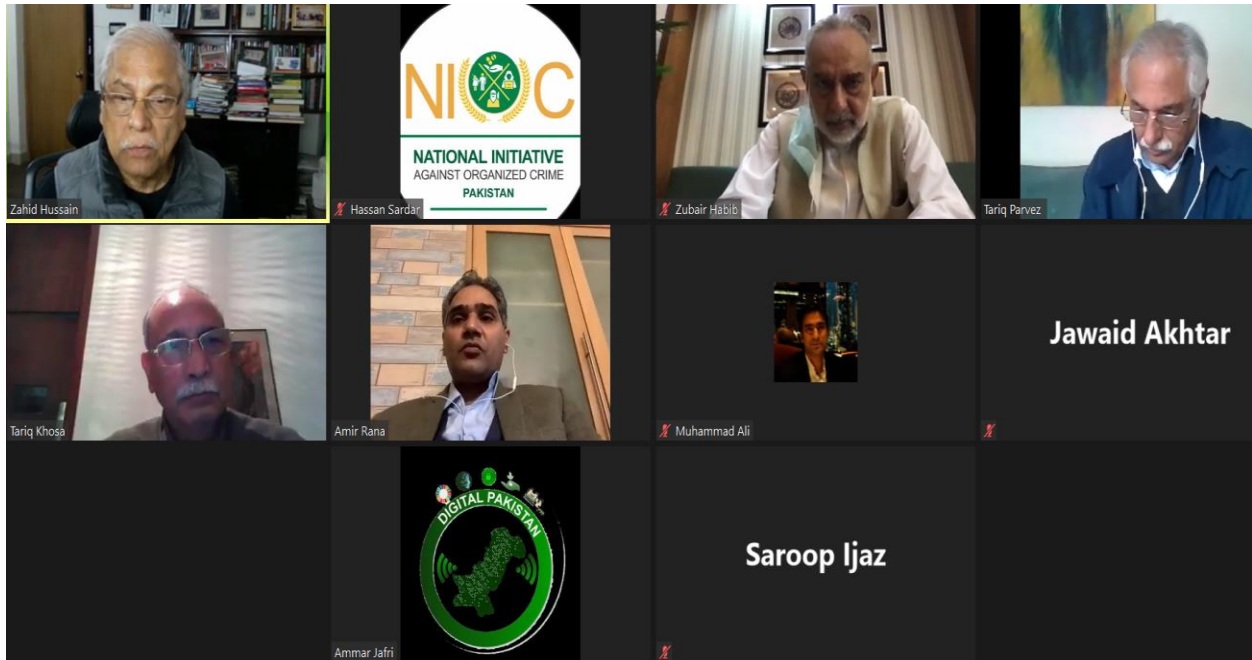 NIOC
NATIONAL INITIATIVE
AGAINST ORGANIZED CRIME
PAKISTAN
Zahid Hussain
Hassan Sardar
Zubair Habib
Tariq Parvez
Jawaid Akhtar
Tariq Khosa
Amir Rana
Muhammad Ali
DIGITAL PAKISTAN
Saroop Ijaz
Ammar Jafri